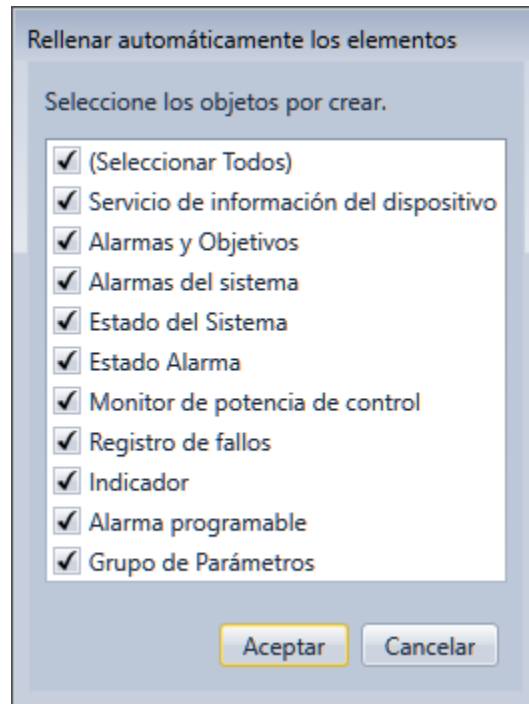 Rellenar automáticamente los elementos
Seleccione los objetos por crear.
(Seleccionar Todos)
Servicio de información del dispositivo
Alarmas y Objetivos
Alarmas del sistema
Estado del Sistema
Estado Alarma
Monitor de potencia de control
Registro de fallos
Indicador
Alarma programable
Grupo de Parámetros
Aceptar Cancelar